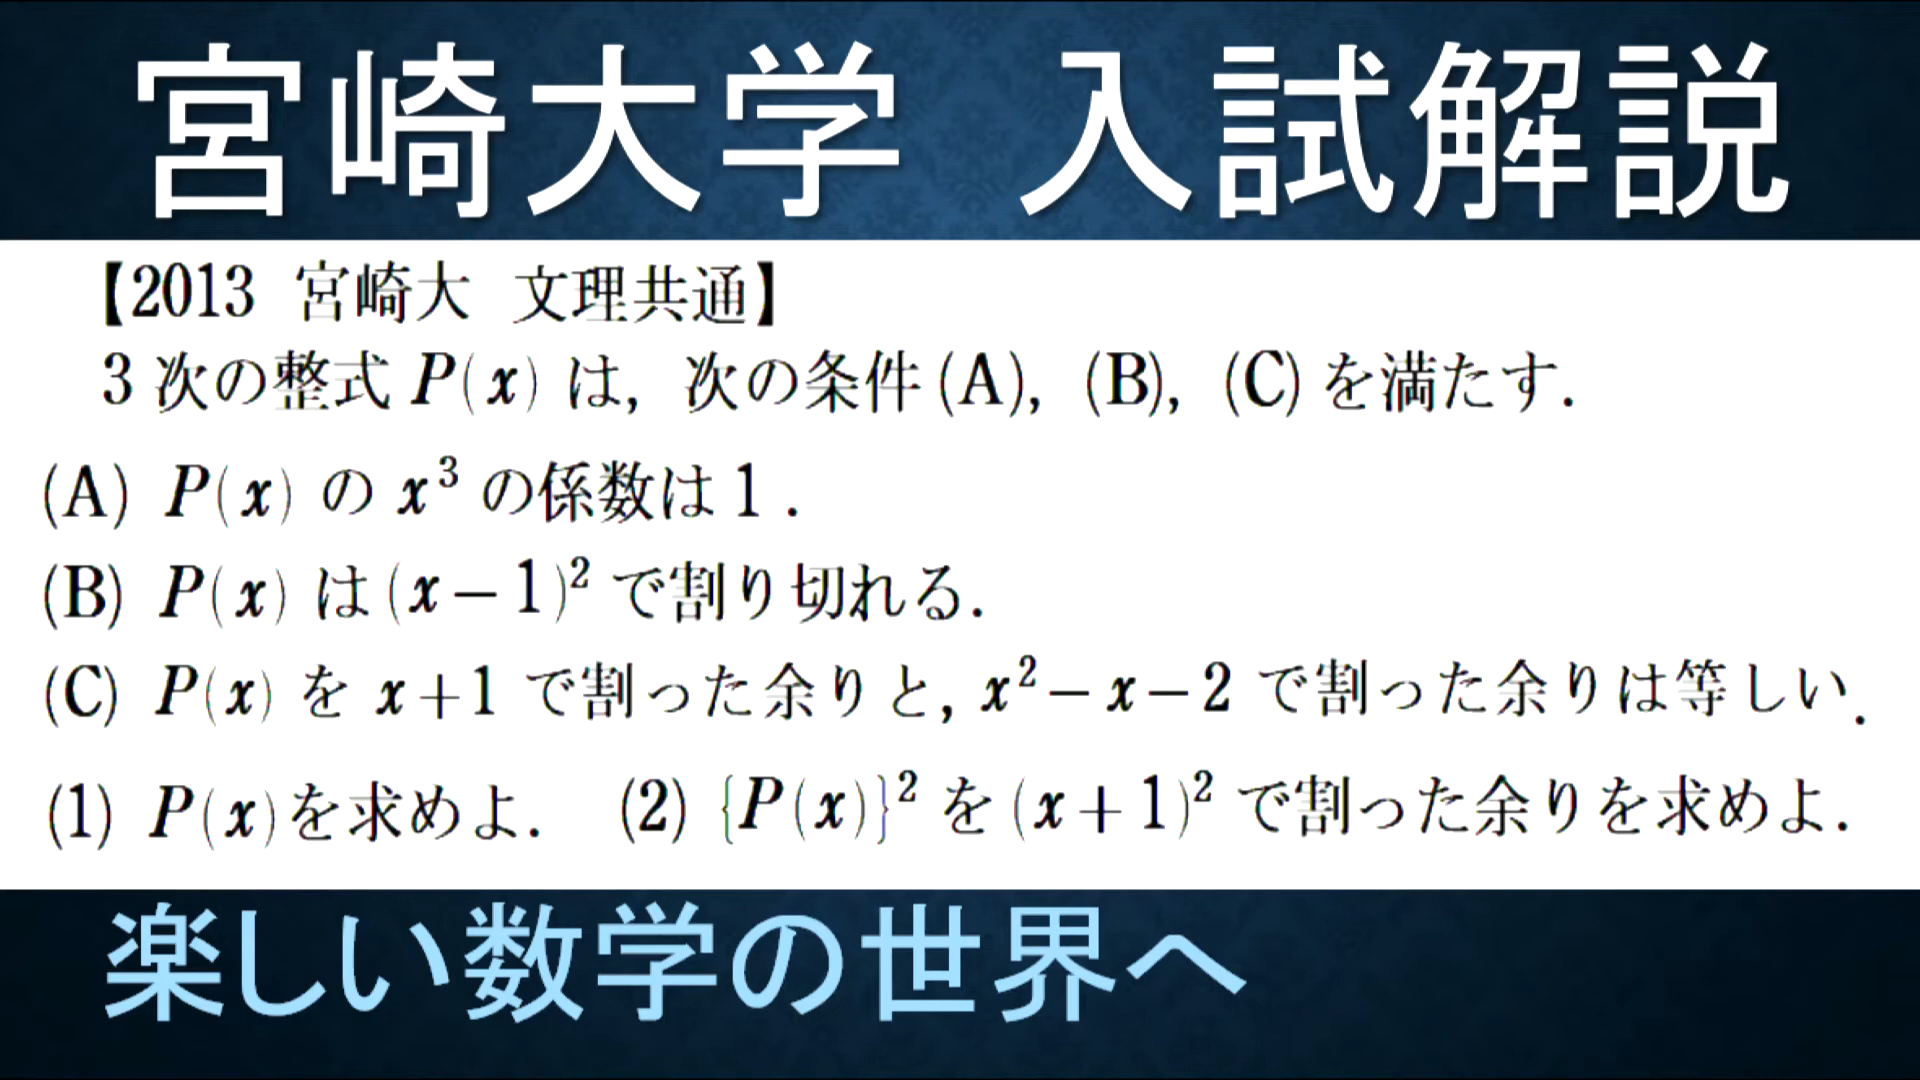 宮崎大学 入試解説
【2013 宮崎大 文理共通】
3次の整式P(x)は, 次の条件(A), (B), (C)を満たす.
(A) P(x) の x³ の係数は1.
(B) P(x) は (x−1)² で割り切れる.
(C) P(x) を x+1 で割った余りと, x²−x−2 で割った余りは等しい.
(1) P(x)を求めよ. (2) {P(x)}² を (x+1)² で割った余りを求めよ.
楽しい数学の世界へ